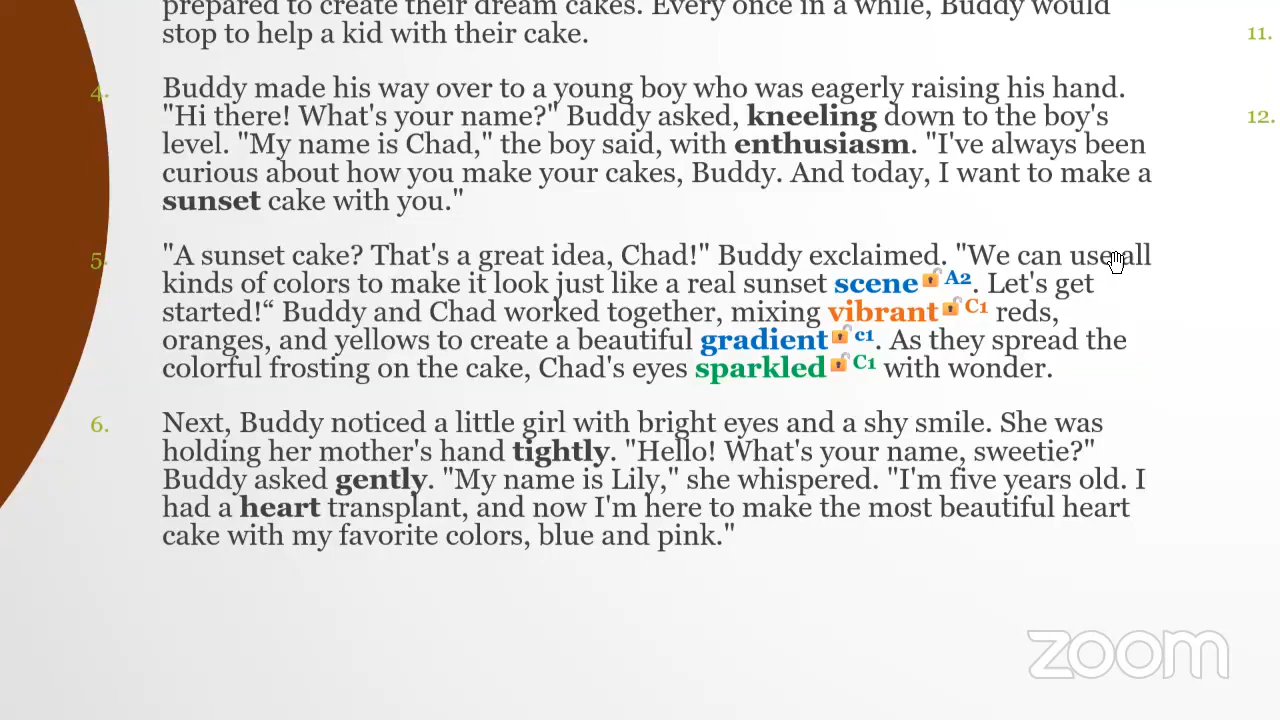 prepared to create their dream cakes. Every once in a while, Buddy would
stop to help a kid with their cake.
11.
4. Buddy made his way over to a young boy who was eagerly raising his hand.
"Hi there! What's your name?" Buddy asked, kneeling down to the boy's
12.
level. "My name is Chad," the boy said, with enthusiasm. "I've always been
curious about how you make your cakes, Buddy. And today, I want to make a
sunset cake with you."
5. "A sunset cake? That's a great idea, Chad!" Buddy exclaimed. "We can use all
kinds of colors to make it look just like a real sunset scene A2. Let's get
started!“ Buddy and Chad worked together, mixing vibrant C1 reds,
oranges, and yellows to create a beautiful gradient c1. As they spread the
colorful frosting on the cake, Chad's eyes sparkled C1 with wonder.
6. Next, Buddy noticed a little girl with bright eyes and a shy smile. She was
holding her mother's hand tightly. "Hello! What's your name, sweetie?"
Buddy asked gently. "My name is Lily," she whispered. "I'm five years old. I
had a heart transplant, and now I'm here to make the most beautiful heart
cake with my favorite colors, blue and pink."
zoom